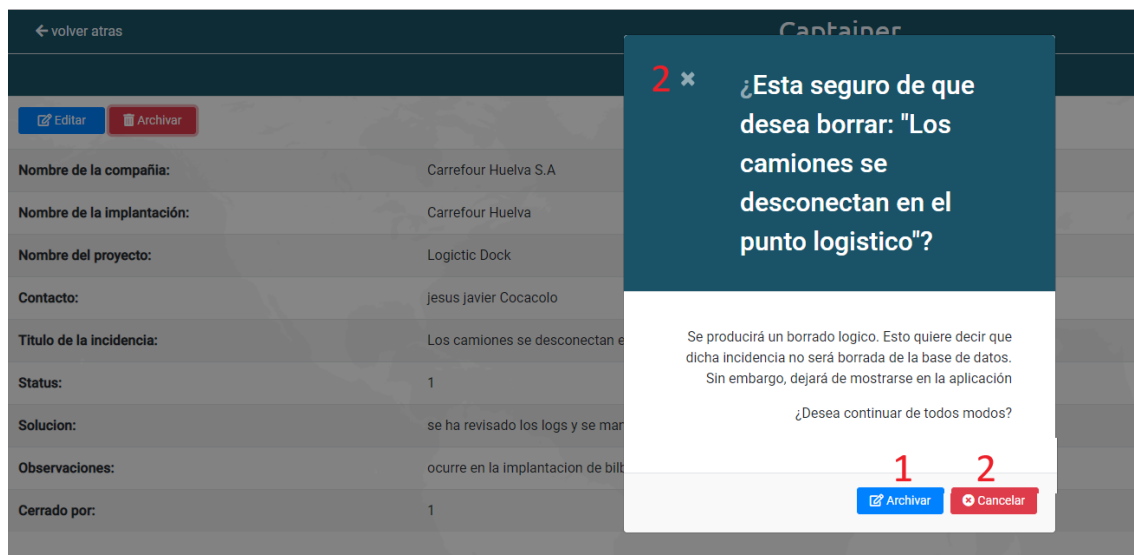 volver atras
Captainer
Editar
Archivar
Nombre de la compañia: Carrefour Huelva S.A
Nombre de la implantación: Carrefour Huelva
Nombre del proyecto: Logictic Dock
Contacto: jesus javier Cocacolo
Titulo de la incidencia: Los camiones se desconectan e
Status: 1
Solucion: se ha revisado los logs y se mar
Observaciones: ocurre en la implantacion de bilb
Cerrado por: 1
2 ×
¿Esta seguro de que
desea borrar: "Los
camiones se
desconectan en el
punto logistico"?
Se producirá un borrado logico. Esto quiere decir que
dicha incidencia no será borrada de la base de datos.
Sin embargo, dejará de mostrarse en la aplicación
¿Desea continuar de todos modos?
1 2
Archivar Cancelar